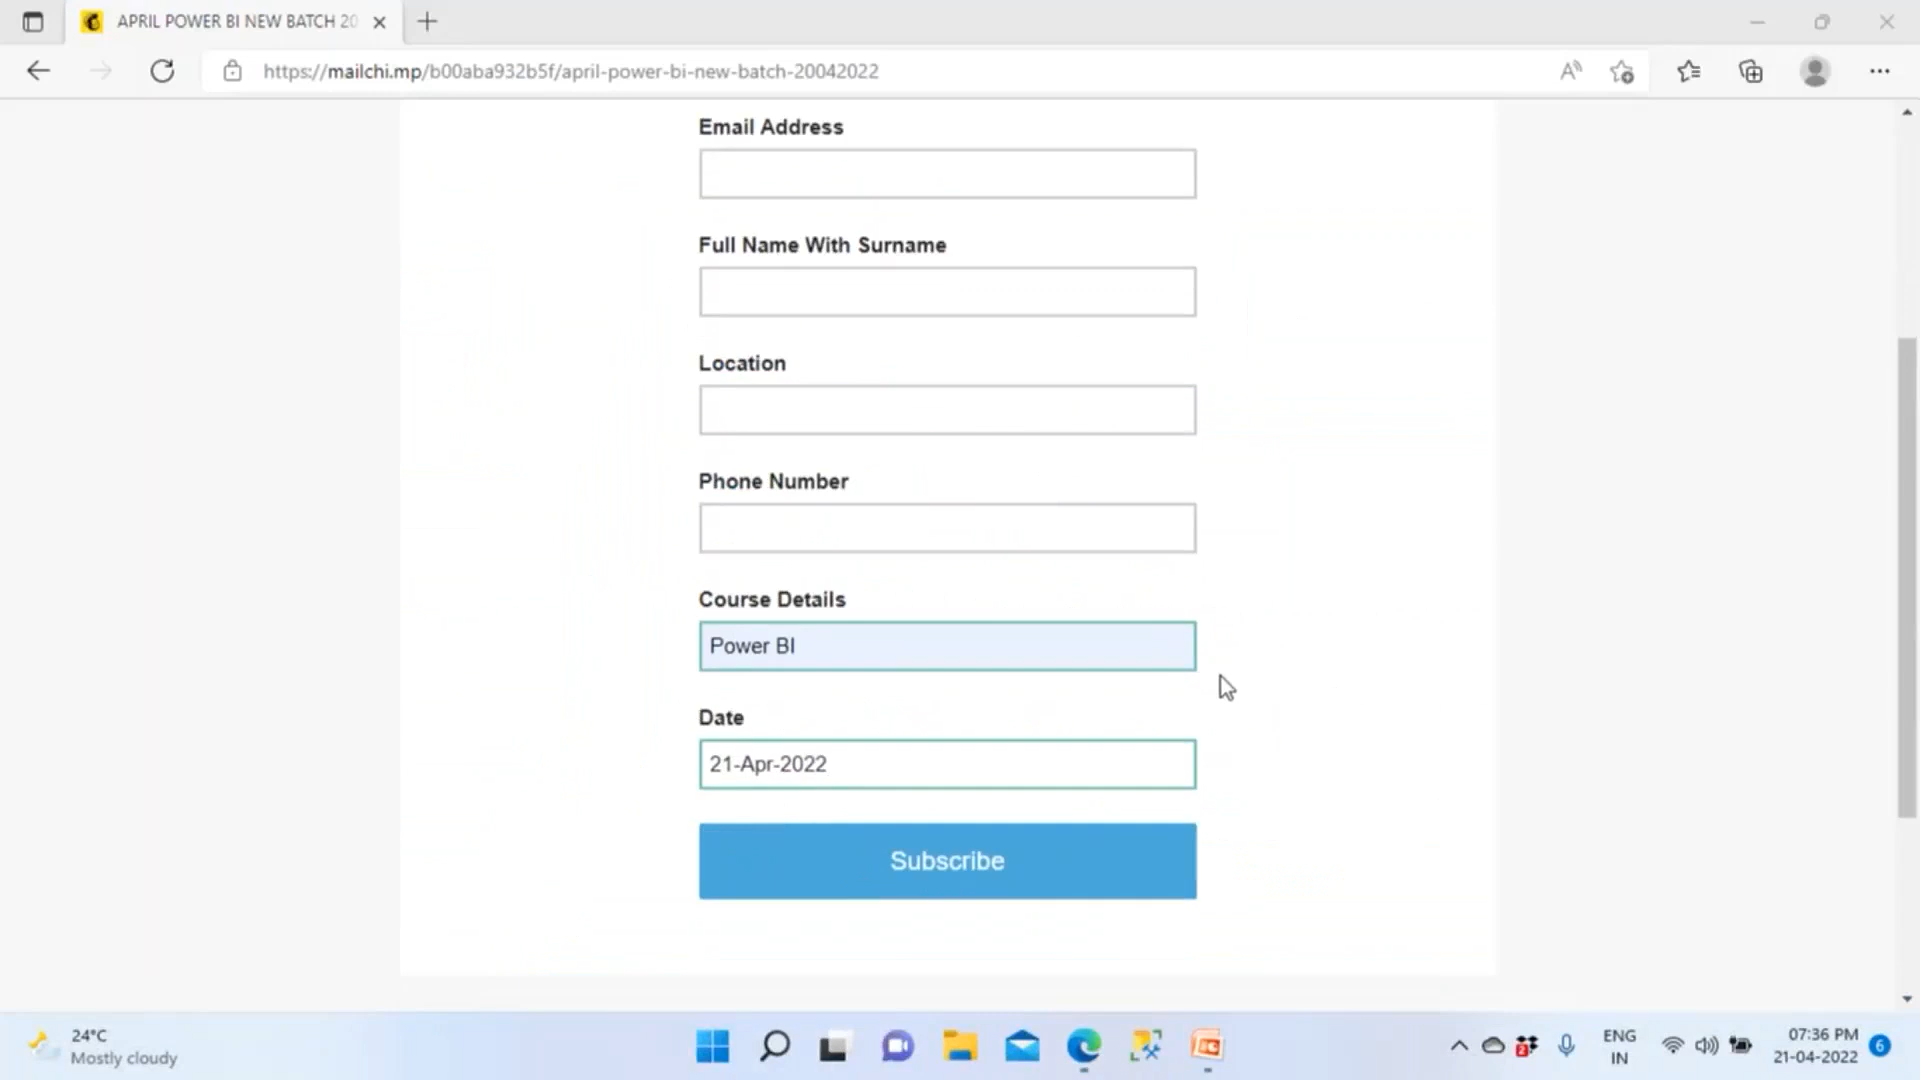 APRIL POWER BI NEW BATCH 20
https://mailchi.mp/b00aba932b5f/april-power-bi-new-batch-20042022
Email Address
Full Name With Surname
Location
Phone Number
Course Details
Power BI
Date
21-Apr-2022
Subscribe
24°C
Mostly cloudy
2
ENG
IN
07:36 PM
21-04-2022
6